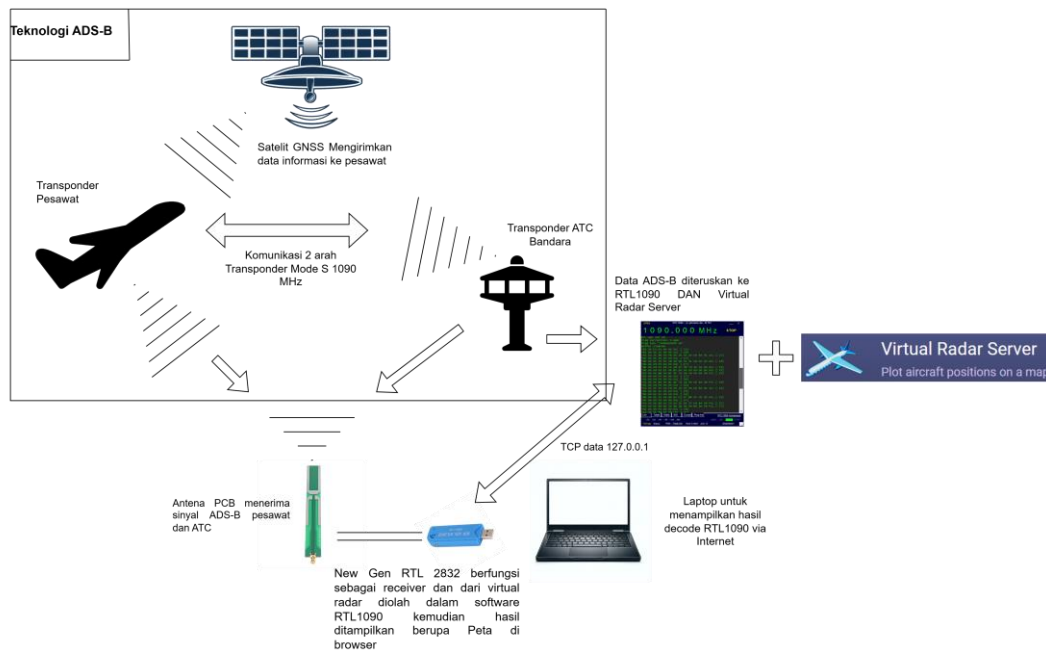 Teknologi ADS-B
Satelit GNSS Mengirimkan
data informasi ke pesawat
Transponder
Pesawat
Komunikasi 2 arah
Transponder Mode S 1090
MHz
Transponder ATC
Bandara
Data ADS-B diteruskan ke
RTL1090 DAN Virtual
Radar Server
1090.000 MHz
Virtual Radar Server
Plot aircraft positions on a map
TCP data 127.0.0.1
Antena PCB menerima
sinyal ADS-B pesawat
dan ATC
Laptop untuk
menampilkan hasil
decode RTL1090 via
Internet
New Gen RTL 2832 berfungsi
sebagai receiver dan dari virtual
radar diolah dalam software
RTL1090 kemudian hasil
ditampilkan berupa Peta di
browser